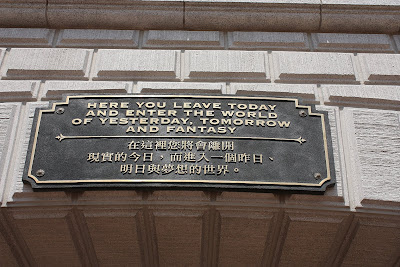 HERE YOU LEAVE TODAY
AND ENTER THE WORLD
OF YESTERDAY, TOMORROW
AND FANTASY
在這裡您將會離開
現實的今日，而進入一個昨日、
明日與夢想的世界。